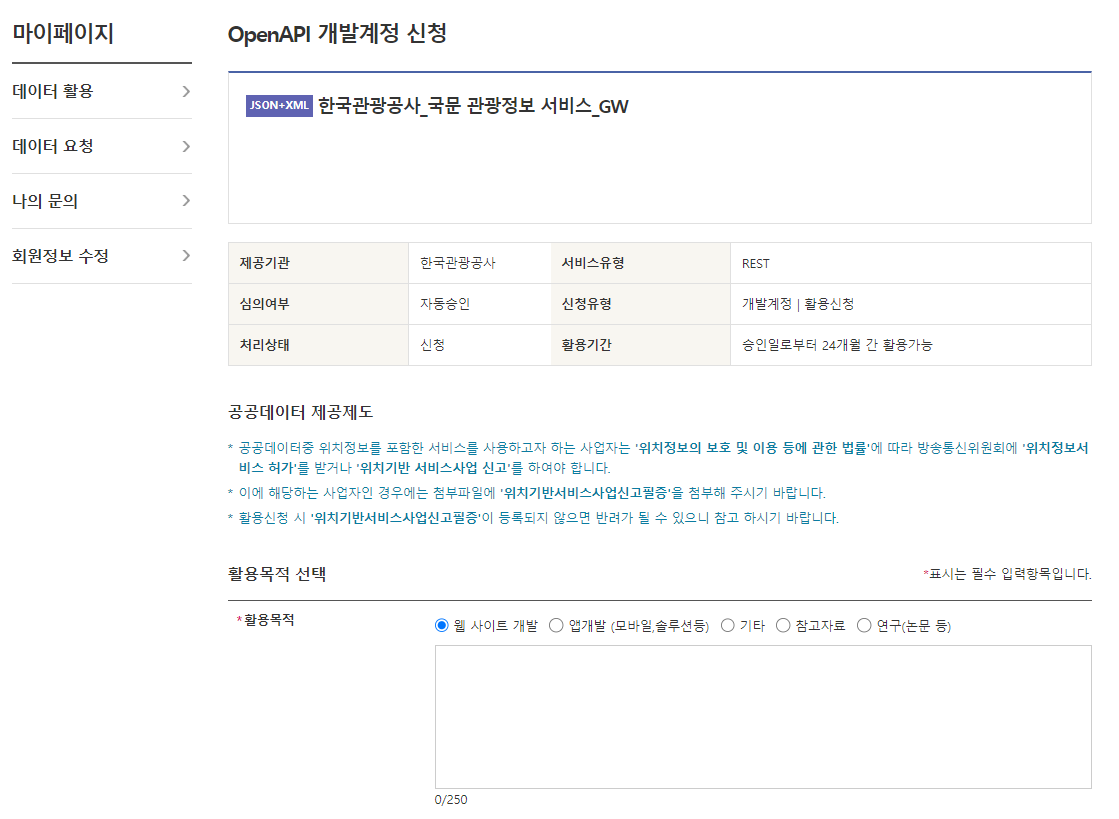 마이페이지
데이터 활용
데이터 요청
나의 문의
회원정보 수정
OpenAPI 개발계정 신청
JSON+XML 한국관광공사_국문 관광정보 서비스_GW
제공기관 한국관광공사 서비스유형 REST
심의여부 자동승인 신청유형 개발계정 | 활용신청
처리상태 신청 활용기간 승인일로부터 24개월 간 활용가능
공공데이터 제공제도
* 공공데이터중 위치정보를 포함한 서비스를 사용하고자 하는 사업자는 '위치정보의 보호 및 이용 등에 관한 법률'에 따라 방송통신위원회에 '위치정보서
비스 허가'를 받거나 '위치기반 서비스사업 신고'를 하여야 합니다.
* 이에 해당하는 사업자인 경우에는 첨부파일에 '위치기반서비스사업신고필증'을 첨부해 주시기 바랍니다.
* 활용신청 시 '위치기반서비스사업신고필증'이 등록되지 않으면 반려가 될 수 있으니 참고 하시기 바랍니다.
활용목적 선택 *표시는 필수 입력항목입니다.
*활용목적 웹 사이트 개발 앱개발 (모바일,솔루션등) 기타 참고자료 연구(논문 등)
0/250